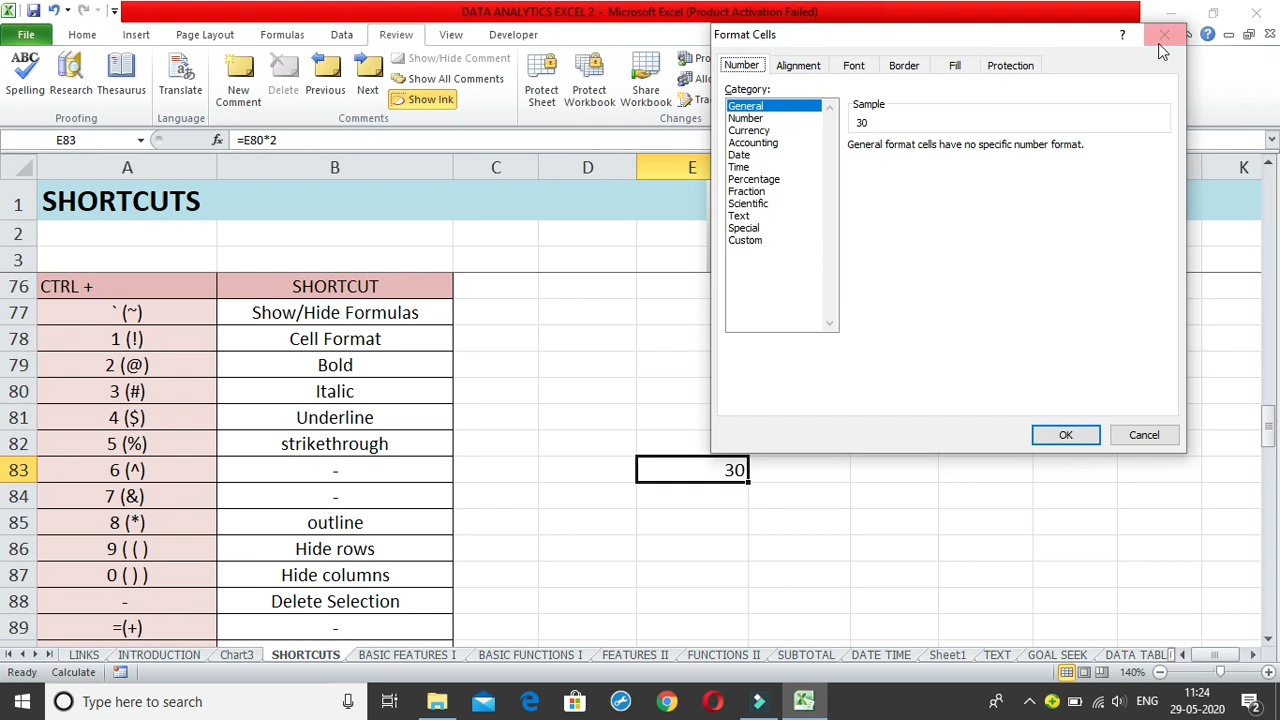 DATA ANALYTICS EXCEL 2 - Microsoft Excel (Product Activation Failed)
File Home Insert Page Layout Formulas Data Review View Developer
Format Cells
?
ABC
Spelling Research Thesaurus
Proofing
Translate
Language
New Comment
Delete
Previous
Next
Show/Hide Comment
Show All Comments
Show Ink
Comments
Protect Sheet
Protect Workbook
Share Workbook
Changes
Number Alignment Font Border Fill Protection
Category:
General
Number
Currency
Accounting
Date
Time
Percentage
Fraction
Scientific
Text
Special
Custom
Sample
30
General format cells have no specific number format.
OK Cancel
E83 fx =E80*2
A B C D E K
1 SHORTCUTS
2
3
76 CTRL + SHORTCUT
77 ` (~) Show/Hide Formulas
78 1 (!) Cell Format
79 2 (@) Bold
80 3 (#) Italic
81 4 ($) Underline
82 5 (%) strikethrough
83 6 (^) - 30
84 7 (&) -
85 8 (*) outline
86 9 ( ( ) Hide rows
87 0 ( ) ) Hide columns
88 - Delete Selection
89 =(+) -
LINKS INTRODUCTION Chart3 SHORTCUTS BASIC FEATURES I BASIC FUNCTIONS I FEATURES II FUNCTIONS II SUBTOTAL DATE TIME Sheet1 TEXT GOAL SEEK DATA TABL
Ready Calculate 140%
Type here to search
ENG
11:24
29-05-2020
2